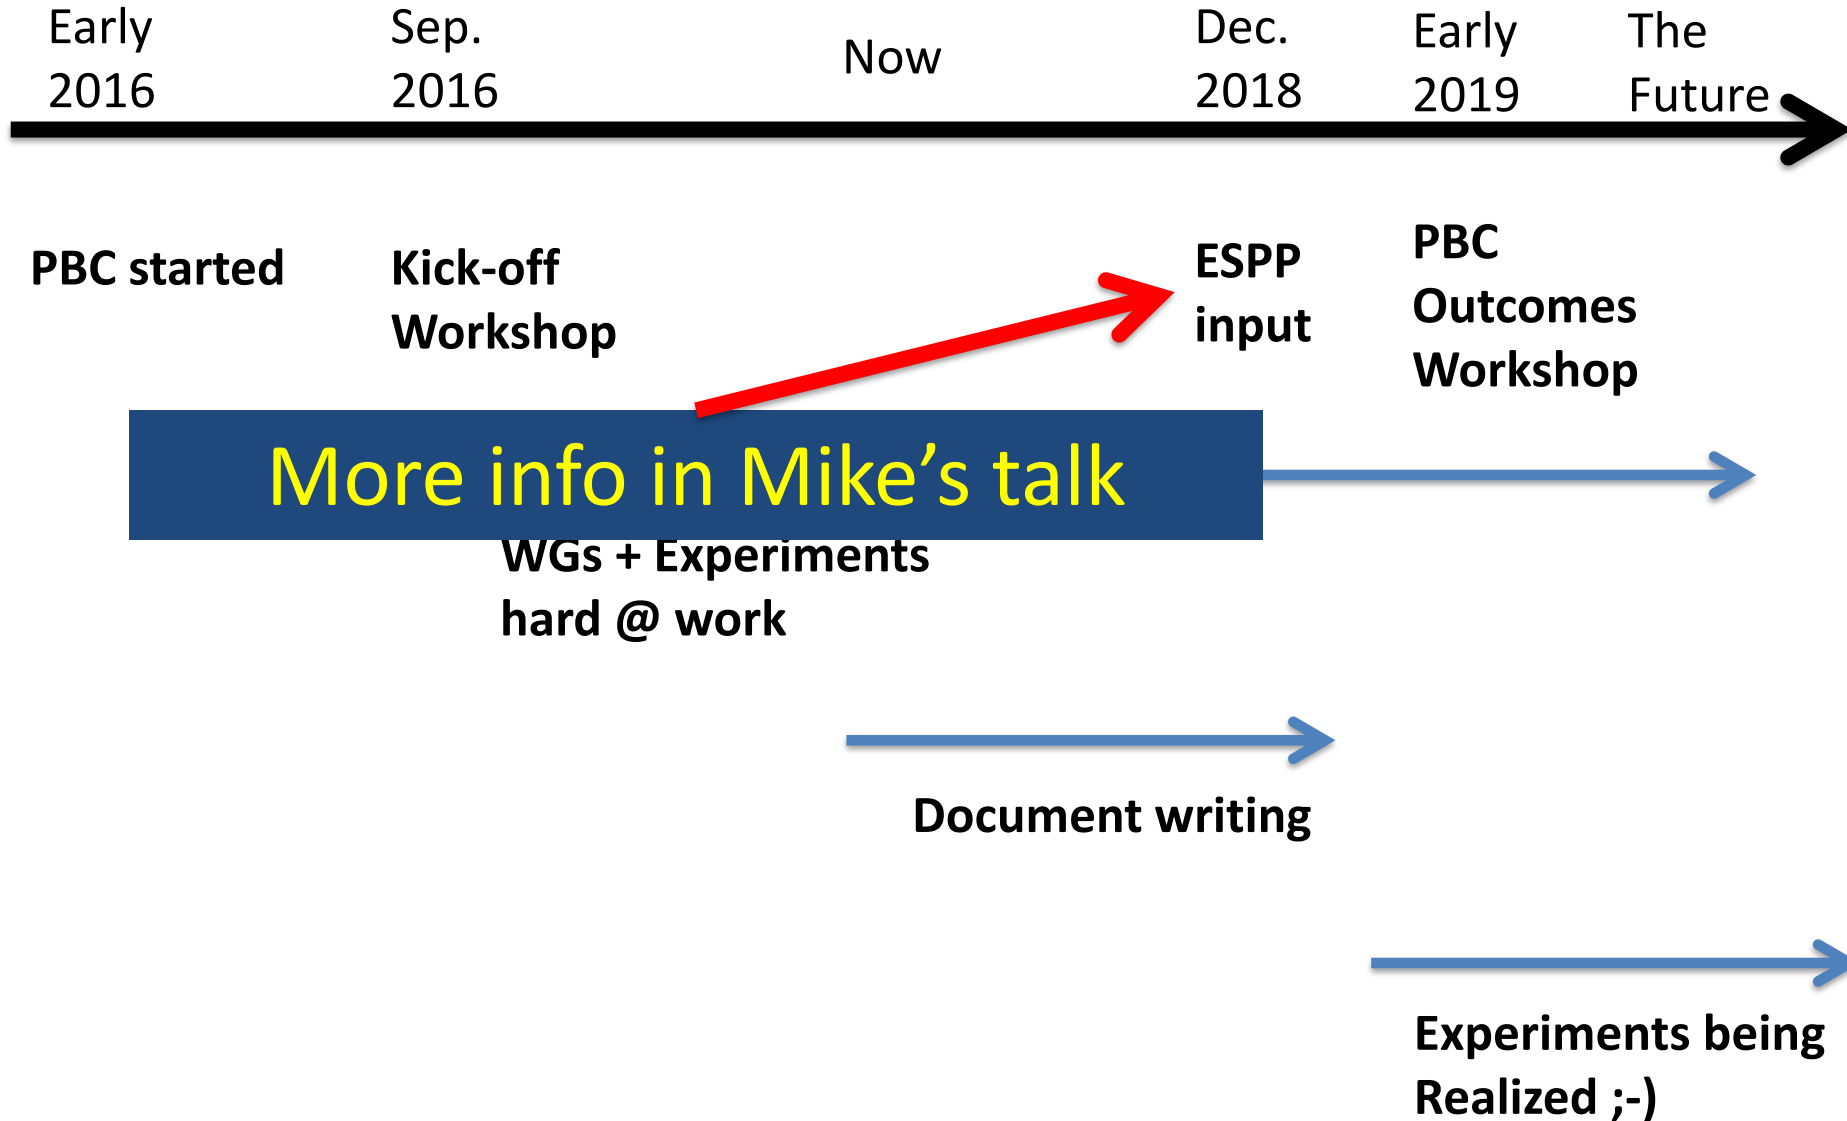 Early
2016
Sep.
2016
Now
Dec.
2018
Early
2019
The
Future
PBC started
Kick-off
Workshop
ESPP
input
PBC
Outcomes
Workshop
More info in Mike’s talk
WGs + Experiments
hard @ work
Document writing
Experiments being
Realized ;-)